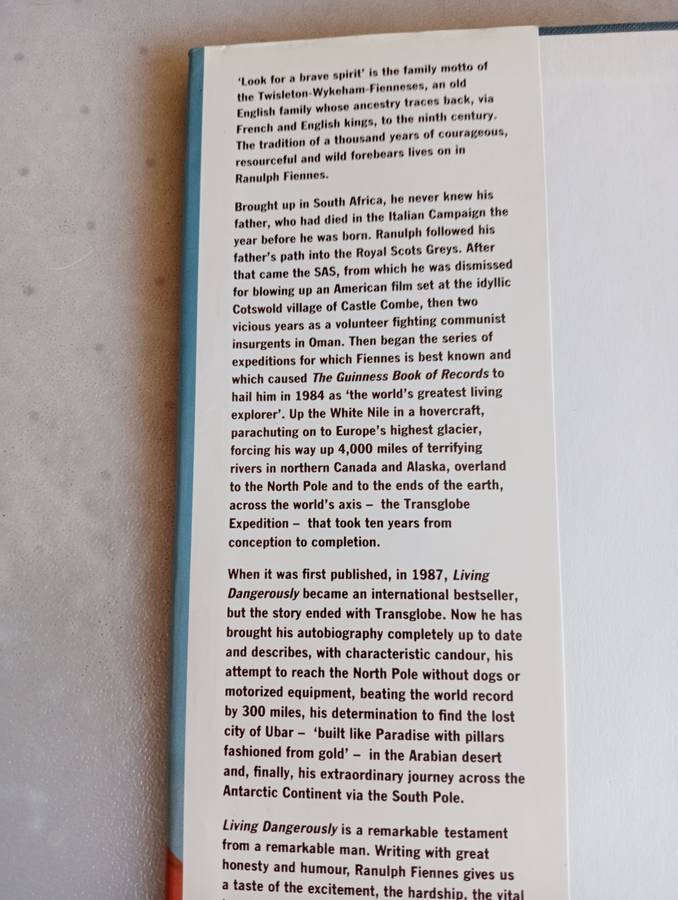 ‘Look for a brave spirit’ is the family motto of
the Twisleton-Wykeham-Fienneses, an old
English family whose ancestry traces back, via
French and English kings, to the ninth century.
The tradition of a thousand years of courageous,
resourceful and wild forebears lives on in
Ranulph Fiennes.
Brought up in South Africa, he never knew his
father, who had died in the Italian Campaign the
year before he was born. Ranulph followed his
father’s path into the Royal Scots Greys. After
that came the SAS, from which he was dismissed
for blowing up an American film set at the idyllic
Cotswold village of Castle Combe, then two
vicious years as a volunteer fighting communist
insurgents in Oman. Then began the series of
expeditions for which Fiennes is best known and
which caused The Guinness Book of Records to
hail him in 1984 as ‘the world’s greatest living
explorer’. Up the White Nile in a hovercraft,
parachuting on to Europe’s highest glacier,
forcing his way up 4,000 miles of terrifying
rivers in northern Canada and Alaska, overland
to the North Pole and to the ends of the earth,
across the world’s axis – the Transglobe
Expedition – that took ten years from
conception to completion.
When it was first published, in 1987, Living
Dangerously became an international bestseller,
but the story ended with Transglobe. Now he has
brought his autobiography completely up to date
and describes, with characteristic candour, his
attempt to reach the North Pole without dogs or
motorized equipment, beating the world record
by 300 miles, his determination to find the lost
city of Ubar – ‘built like Paradise with pillars
fashioned from gold’ – in the Arabian desert
and, finally, his extraordinary journey across the
Antarctic Continent via the South Pole.
Living Dangerously is a remarkable testament
from a remarkable man. Writing with great
honesty and humour, Ranulph Fiennes gives us
a taste of the excitement, the hardship, the vital